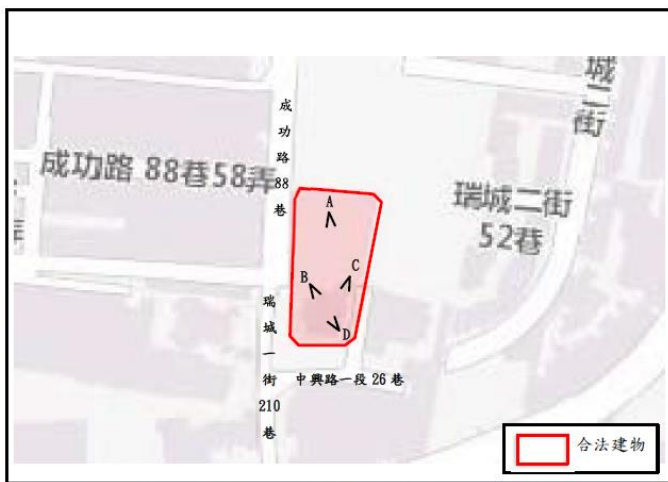 城二街
成功路88巷
成功路 88巷58弄
弄
A
瑞城二街
52巷
B
C
D
瑞城一街210巷
中興路一段 26 巷
合法建物